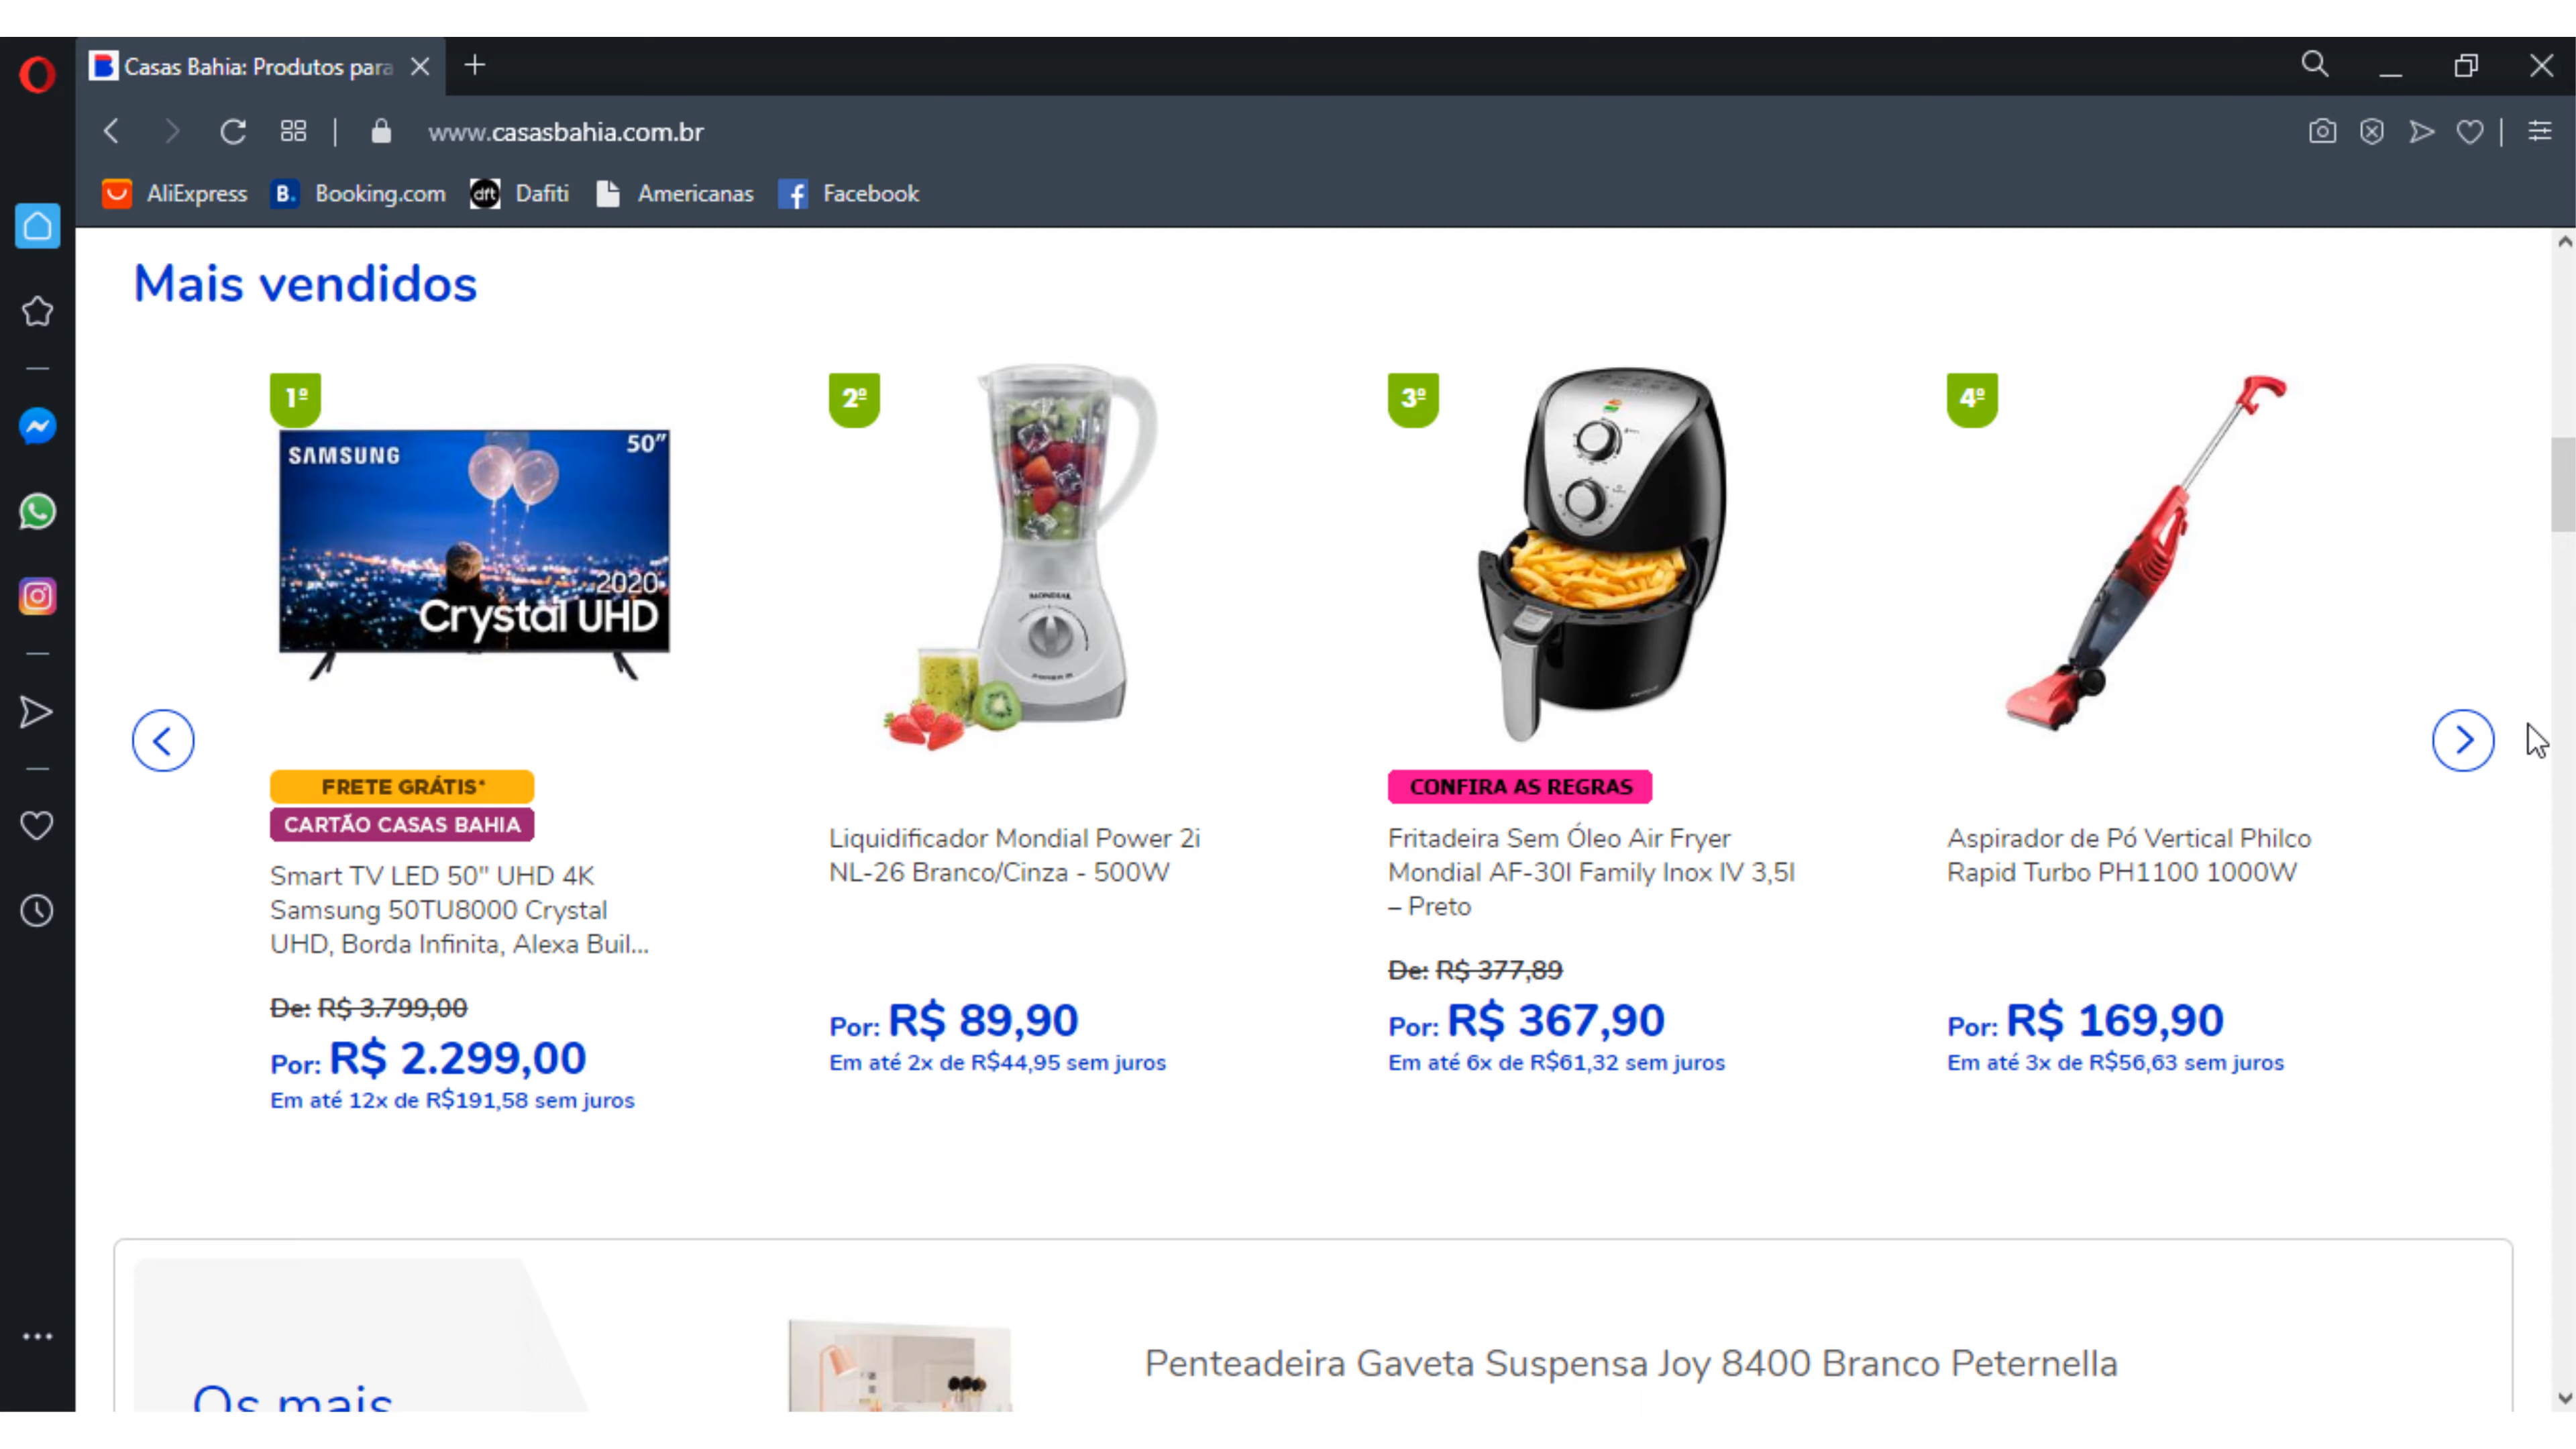 Casas Bahia: Produtos para
www.casasbahia.com.br
AliExpress
B. Booking.com
dft Dafiti
Americanas
Facebook
Mais vendidos
1º
SAMSUNG
50"
2020
Crystal UHD
FRETE GRÁTIS*
CARTÃO CASAS BAHIA
Smart TV LED 50" UHD 4K
Samsung 50TU8000 Crystal
UHD, Borda Infinita, Alexa Buil...
De: R$ 3.799,00
Por: R$ 2.299,00
Em até 12x de R$191,58 sem juros
2º
MONDIAL
Liquidificador Mondial Power 2i
NL-26 Branco/Cinza - 500W
Por: R$ 89,90
Em até 2x de R$44,95 sem juros
3º
CONFIRA AS REGRAS
Fritadeira Sem Óleo Air Fryer
Mondial AF-30I Family Inox IV 3,5l
– Preto
De: R$ 377,89
Por: R$ 367,90
Em até 6x de R$61,32 sem juros
4º
Aspirador de Pó Vertical Philco
Rapid Turbo PH1100 1000W
Por: R$ 169,90
Em até 3x de R$56,63 sem juros
Os mais
Penteadeira Gaveta Suspensa Joy 8400 Branco Peternella